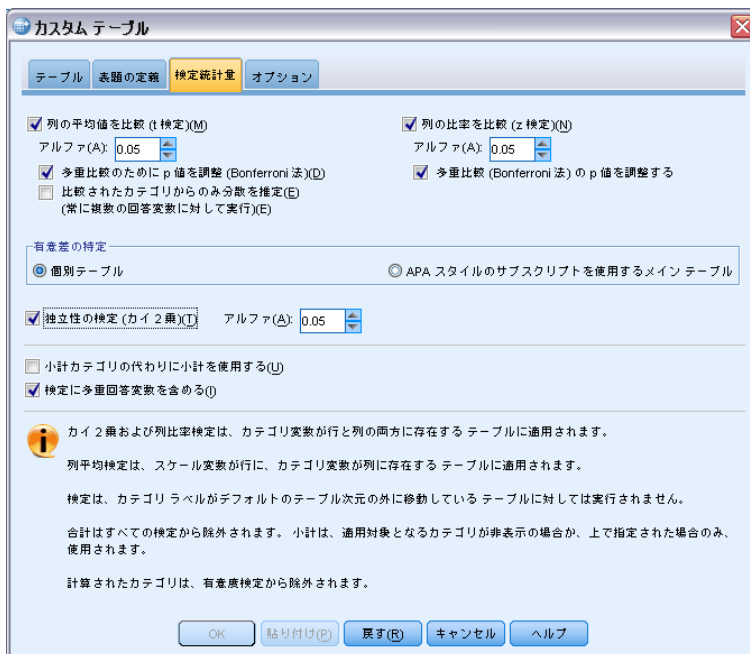 カスタム テーブル
テーブル 表題の定義 検定統計量 オプション
列の平均値を比較 (t 検定)(M)
アルファ(A): 0.05
多重比較のために p 値を調整 (Bonferroni 法)(D)
比較されたカテゴリからのみ分散を推定(E)
(常に複数の回答変数に対して実行)(E)
列の比率を比較 (z 検定)(N)
アルファ(A): 0.05
多重比較 (Bonferroni 法) の p 値を調整する
有意差の特定
個別テーブル
APA スタイルのサブスクリプトを使用するメイン テーブル
独立性の検定 (カイ 2 乗)(T) アルファ(A): 0.05
小計カテゴリの代わりに小計を使用する(U)
検定に多重回答変数を含める(I)
カイ 2 乗および列比率検定は、カテゴリ変数が行と列の両方に存在する テーブルに適用されます。
列平均検定は、スケール変数が行に、カテゴリ変数が列に存在する テーブルに適用されます。
検定は、カテゴリ ラベルがデフォルトのテーブル次元の外に移動している テーブルに対しては実行されません。
合計はすべての検定から除外されます。 小計は、適用対象となるカテゴリが非表示の場合か、上で指定された場合のみ、
使用されます。
計算されたカテゴリは、有意度検定から除外されます。
OK 貼り付け(P) 戻す(R) キャンセル ヘルプ